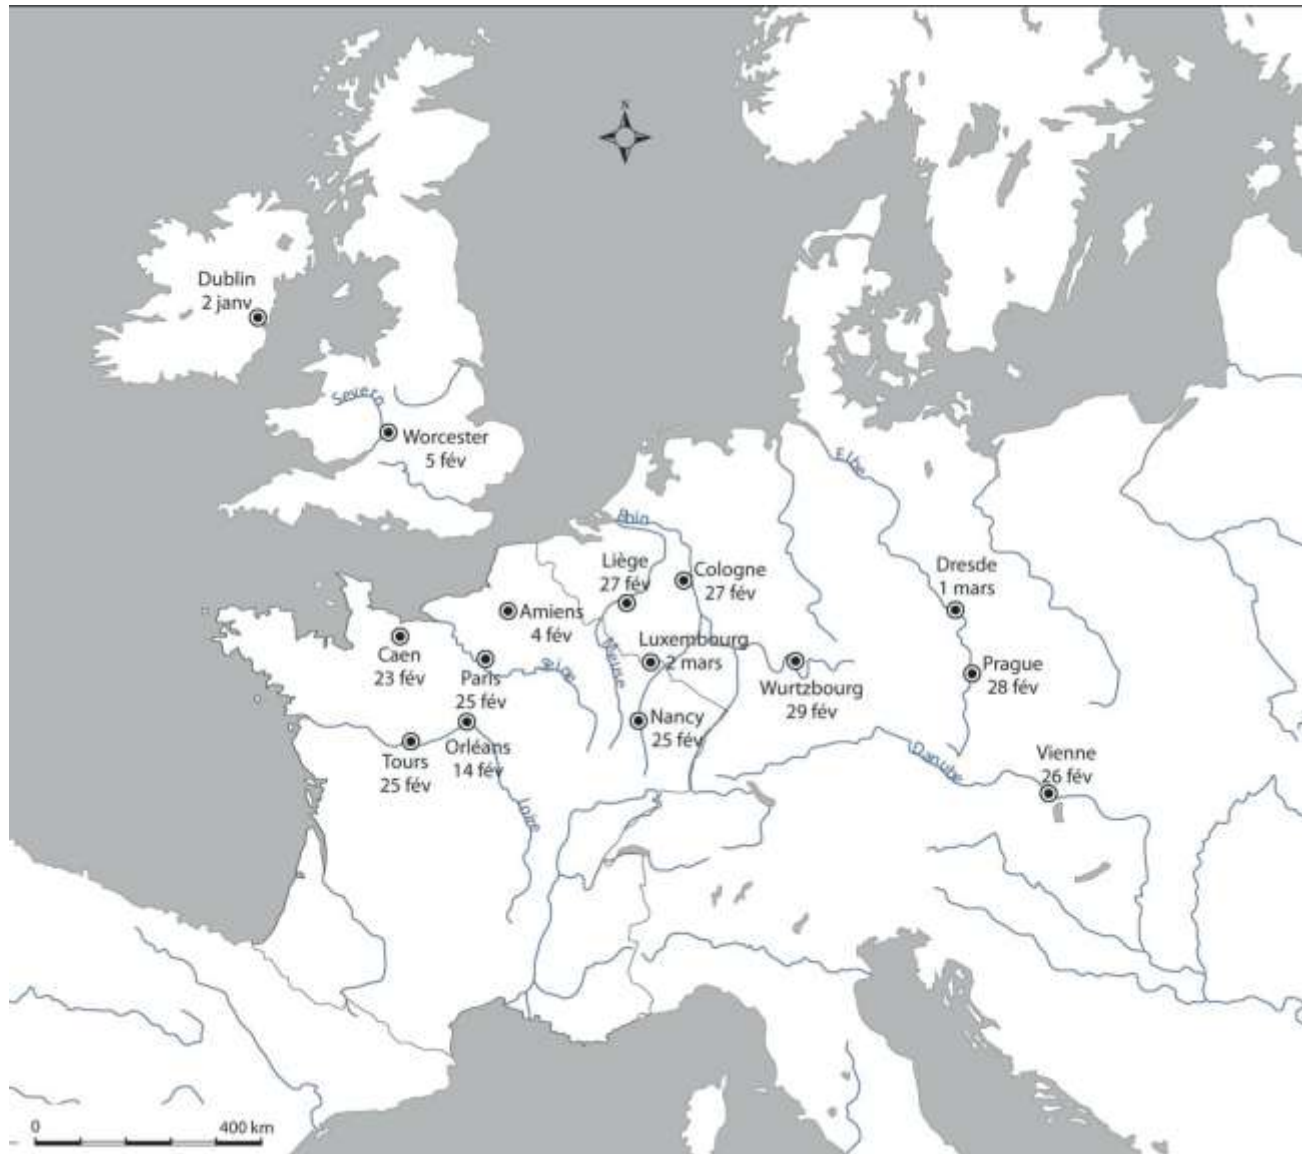 N
Dublin
2 janv
Severn
Worcester
5 fév
Elbe
Rhin
Liège
27 fév
Cologne
27 fév
Dresde
1 mars
Amiens
4 fév
Caen
23 fév
Meuse
Luxembourg
2 mars
Paris
25 fév
Seine
Wurtzbourg
29 fév
Prague
28 fév
Nancy
25 fév
Orléans
14 fév
Tours
25 fév
Danube
Vienne
26 fév
Loire
0
400 km